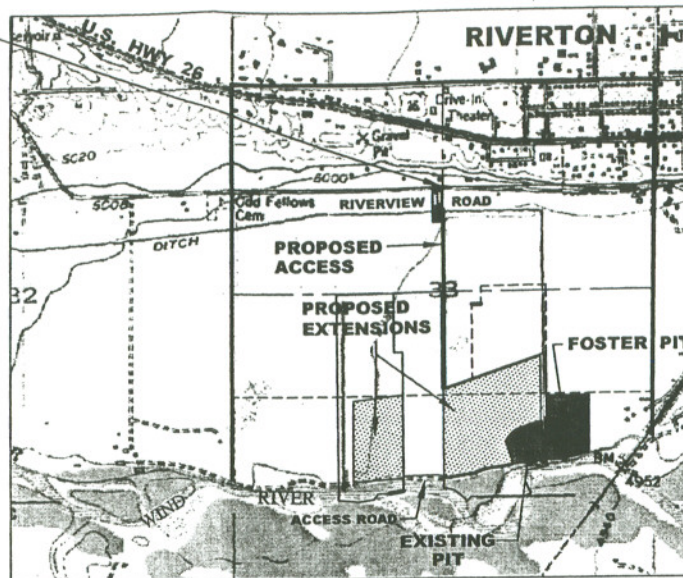 U.S. HWY 26
RIVERTON
Drive-In
Theater
Gravel
Pit
SC20
5000
Odd Fellows
Cem
RIVERVIEW ROAD
DITCH
PROPOSED
ACCESS
32
33
PROPOSED
EXTENSIONS
FOSTER PIT
BM
4952
WIND RIVER
ACCESS ROAD
EXISTING
PIT